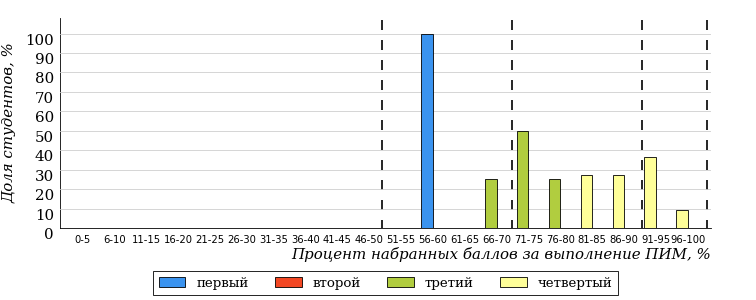 Доля студентов, %
100
90
80
70
60
50
40
30
20
10
0
0-5 6-10 11-15 16-20 21-25 26-30 31-35 36-40 41-45 46-50 51-55 56-60 61-65 66-70 71-75 76-80 81-85 86-90 91-95 96-100
Процент набранных баллов за выполнение ПИМ, %
первый второй третий четвертый